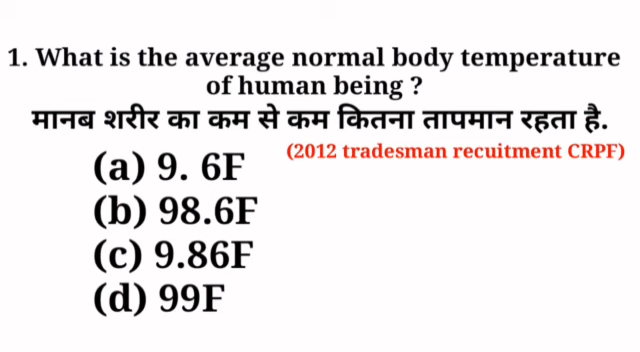 1. What is the average normal body temperature
of human being ?
मानब शरीर का कम से कम कितना तापमान रहता है.
(2012 tradesman recuitment CRPF)
(a) 9. 6F
(b) 98.6F
(c) 9.86F
(d) 99F